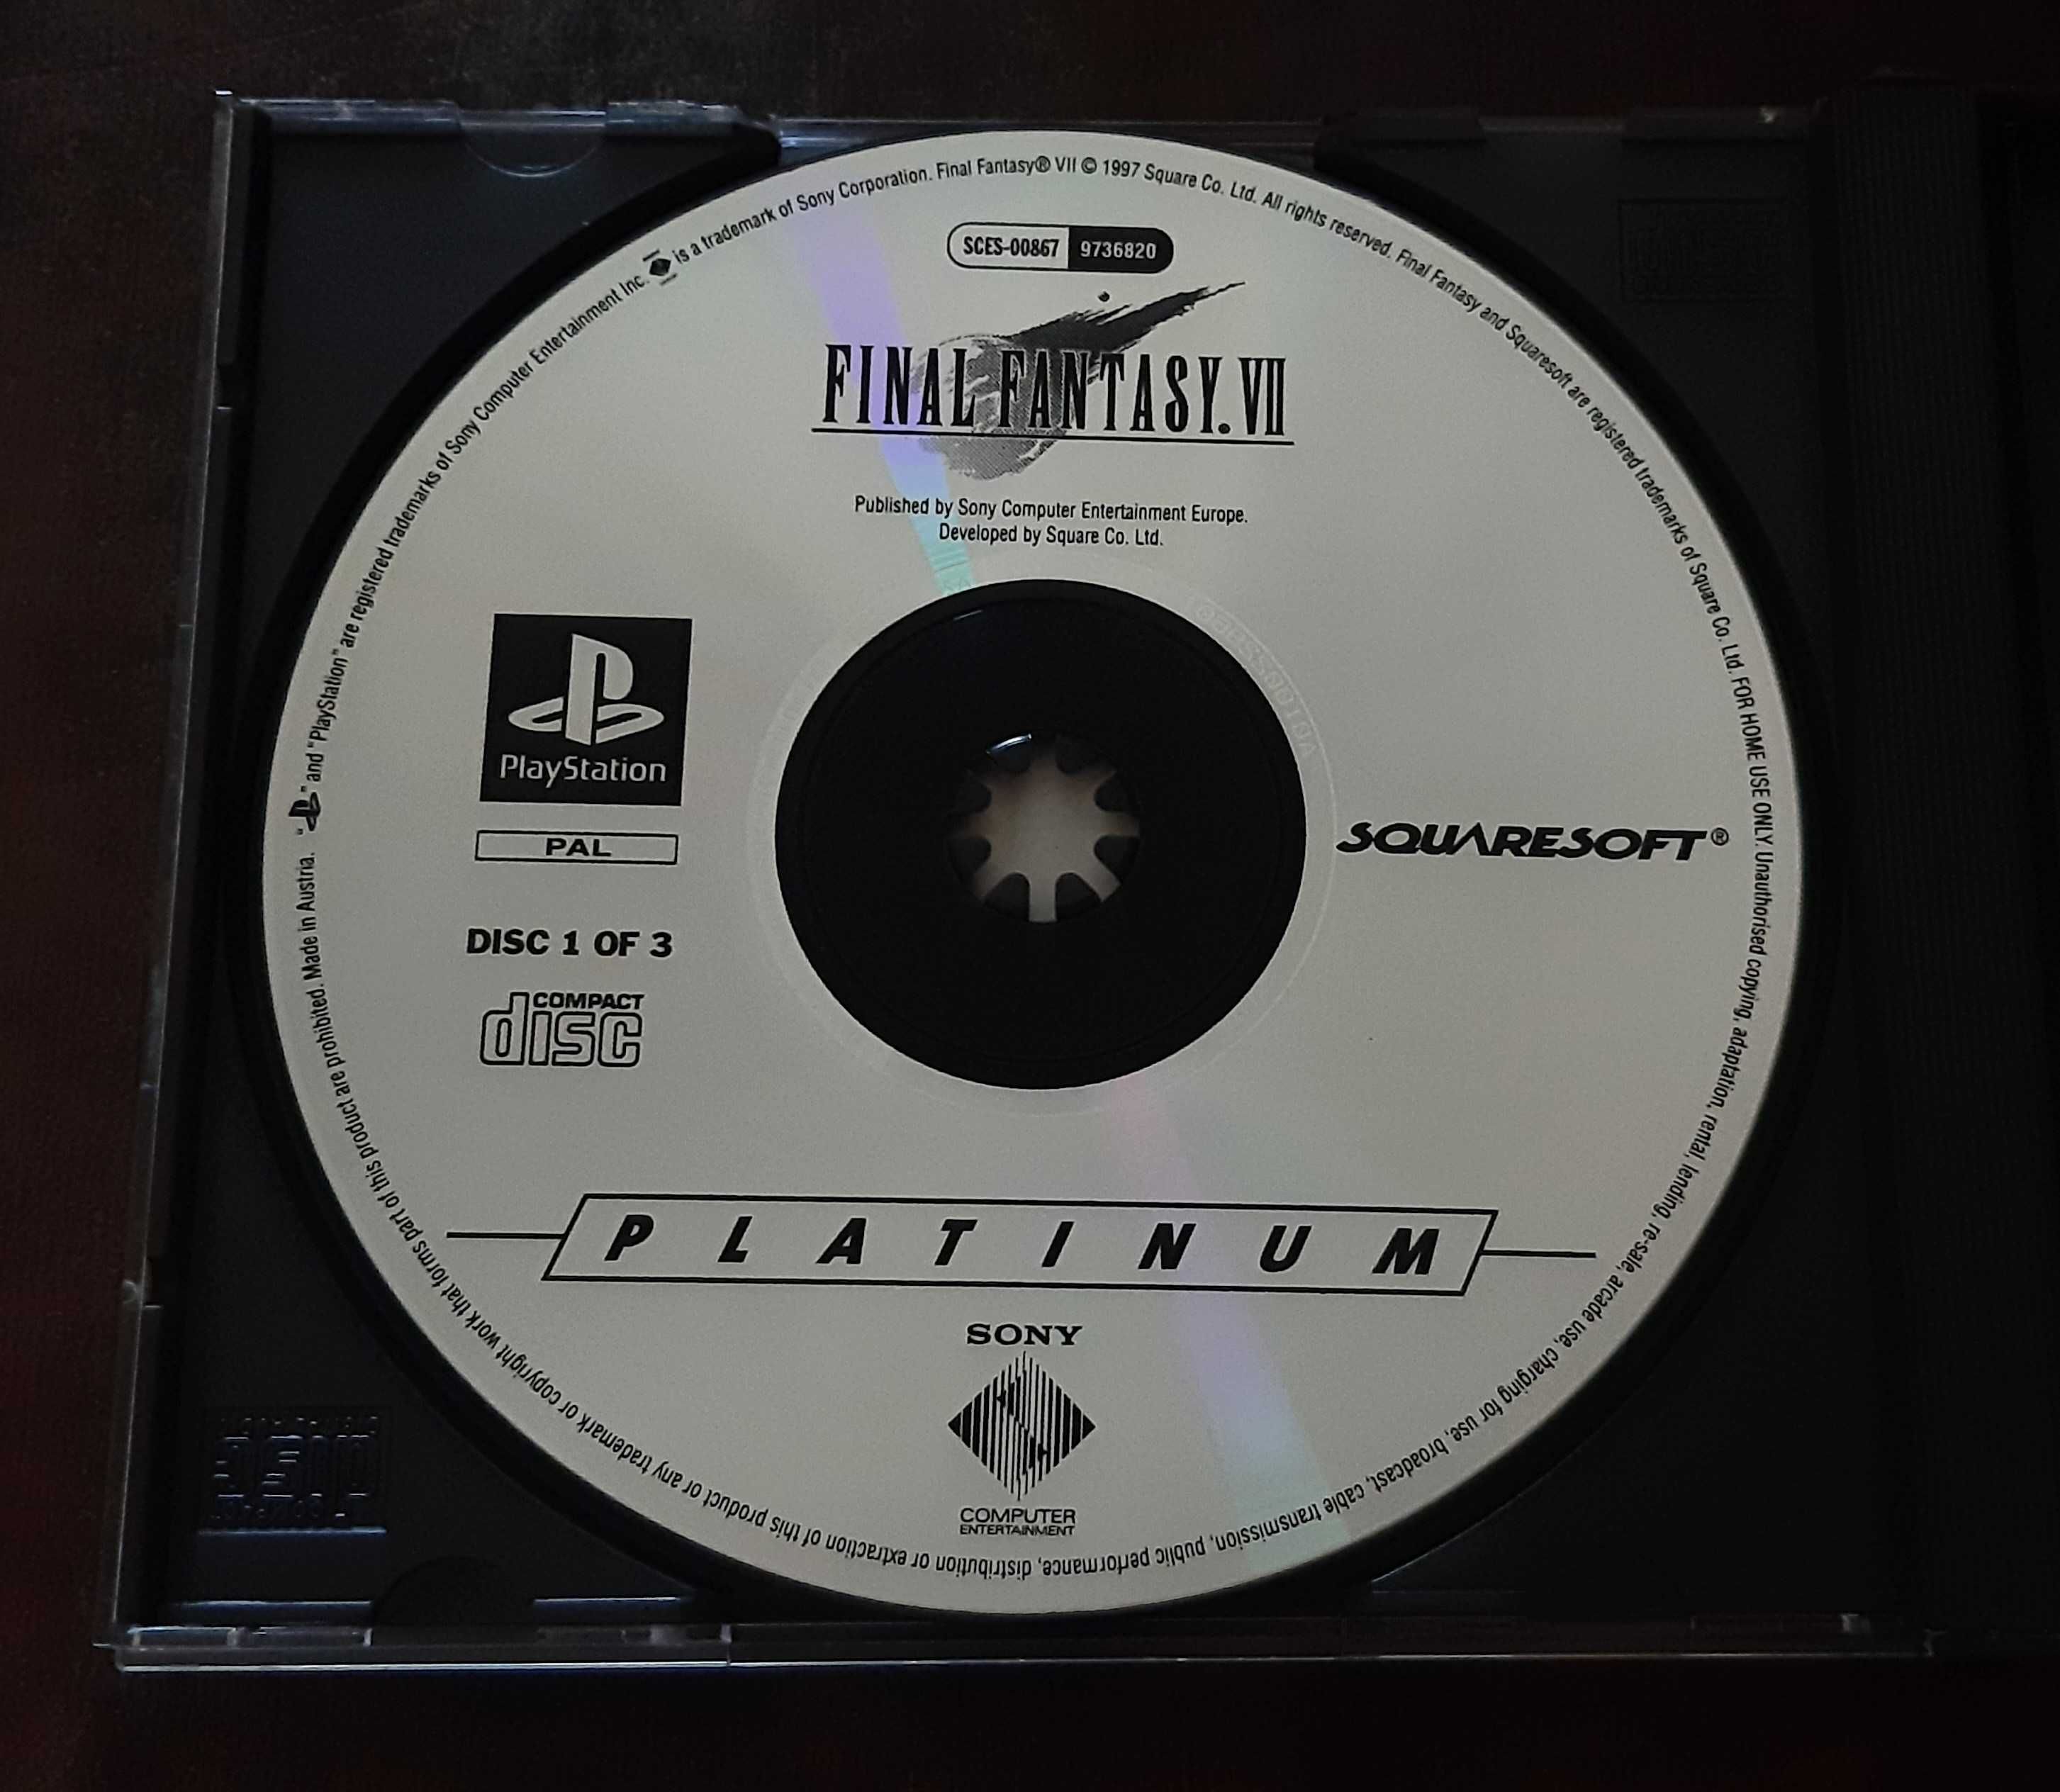 "PS" and "PlayStation" are registered trademarks of Sony Computer Entertainment Inc. is a trademark of Sony Corporation. Final Fantasy® VII © 1997 Square Co. Ltd. All rights reserved. Final Fantasy and Squaresoft are registered trademarks of Square Co. Ltd. FOR HOME USE ONLY. Unauthorised copying, adaptation, rental, lending, re-sale, arcade use, charging for use, broadcast, cable transmission, public performance, distribution or extraction of this product or any trademark or copyright work that forms part of this product are prohibited. Made in Austria.
SCES-00867 9736820
FINAL FANTASY. VII
Published by Sony Computer Entertainment Europe.
Developed by Square Co. Ltd.
PlayStation
PAL
SQUARESOFT®
DISC 1 OF 3
COMPACT
disc
PLATINUM
SONY
COMPUTER
ENTERTAINMENT